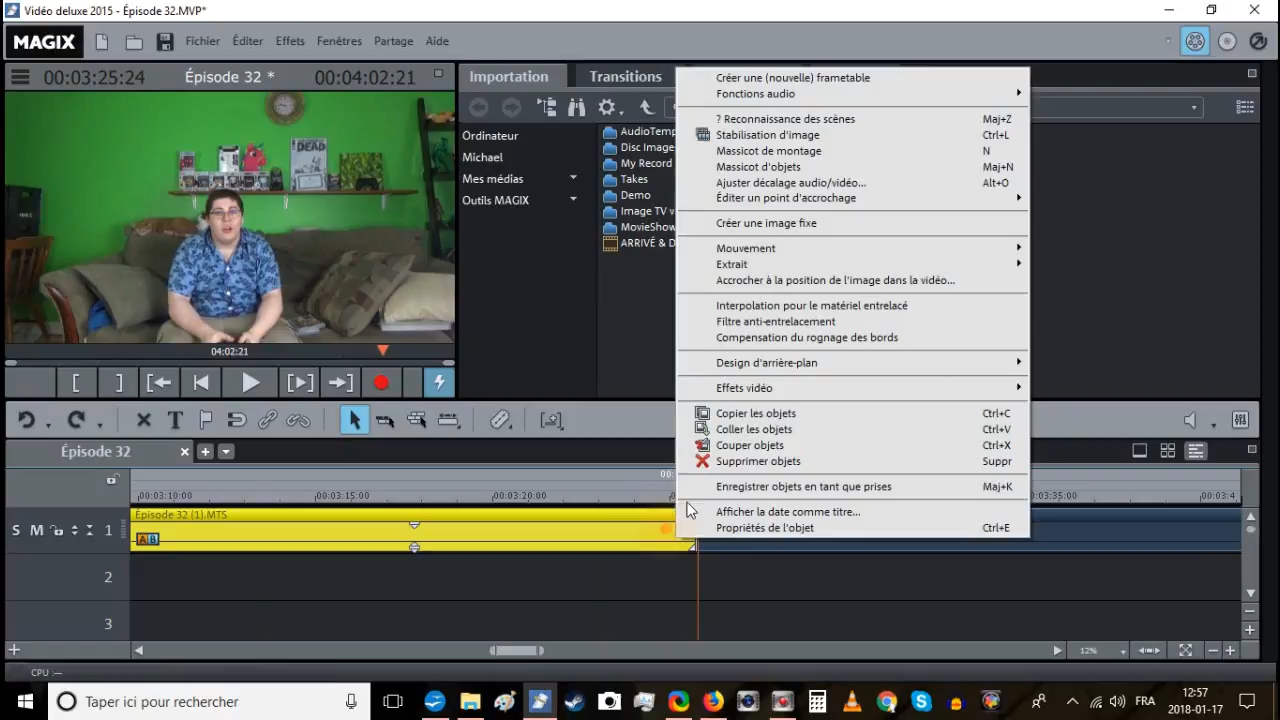 Vidéo deluxe 2015 - Épisode 32.MVP*
MAGIX
Fichier Éditer Effets Fenêtres Partage Aide
00:03:25:24 Épisode 32 * 00:04:02:21
Importation Transitions
Ordinateur
Michael
Mes médias
Outils MAGIX
AudioTemp
Disc Image
My Record
Takes
Demo
Image TV
MovieShow
ARRIVÉ & D
DEAD
04:02:21
Créer une (nouvelle) frametable
Fonctions audio
? Reconnaissance des scènes Maj+Z
Stabilisation d'image Ctrl+L
Massicot de montage N
Massicot d'objets Maj+N
Ajuster décalage audio/vidéo... Alt+O
Éditer un point d'accrochage
Créer une image fixe
Mouvement
Extrait
Accrocher à la position de l'image dans la vidéo...
Interpolation pour le matériel entrelacé
Filtre anti-entrelacement
Compensation du rognage des bords
Design d'arrière-plan
Effets vidéo
Copier les objets Ctrl+C
Coller les objets Ctrl+V
Couper objets Ctrl+X
Supprimer objets Suppr
Enregistrer objets en tant que prises Maj+K
Afficher la date comme titre...
Propriétés de l'objet Ctrl+E
Épisode 32
00:
00:03:10:00 00:03:15:00 00:03:20:00 :03:35:00 00:03:4
Épisode 32 (1).MTS
S M 1
AB
2
3
12%
CPU: —
Taper ici pour rechercher
FRA
12:57
2018-01-17